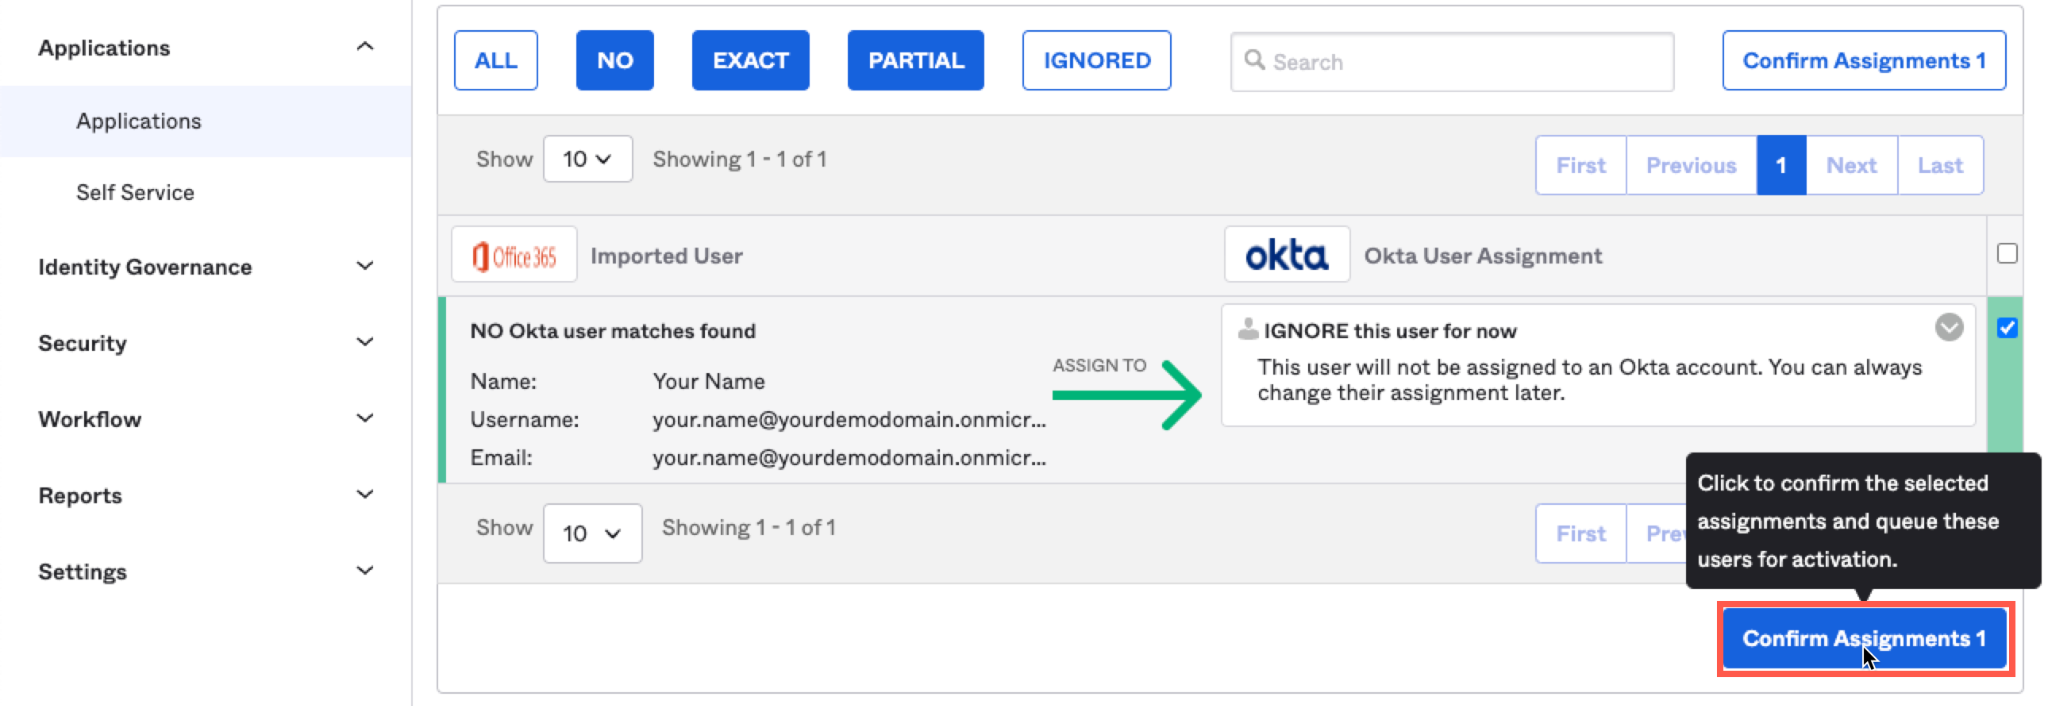 Applications
Applications
Self Service
Identity Governance
Security
Workflow
Reports
Settings
ALL NO EXACT PARTIAL IGNORED Search Confirm Assignments 1
Show 10 Showing 1 - 1 of 1 First Previous 1 Next Last
Office 365 Imported User okta Okta User Assignment
NO Okta user matches found
Name: Your Name
Username: your.name@yourdemodomain.onmicr...
Email: your.name@yourdemodomain.onmicr...
ASSIGN TO
IGNORE this user for now
This user will not be assigned to an Okta account. You can always
change their assignment later.
Show 10 Showing 1 - 1 of 1 First
Click to confirm the selected
assignments and queue these
users for activation.
Confirm Assignments 1